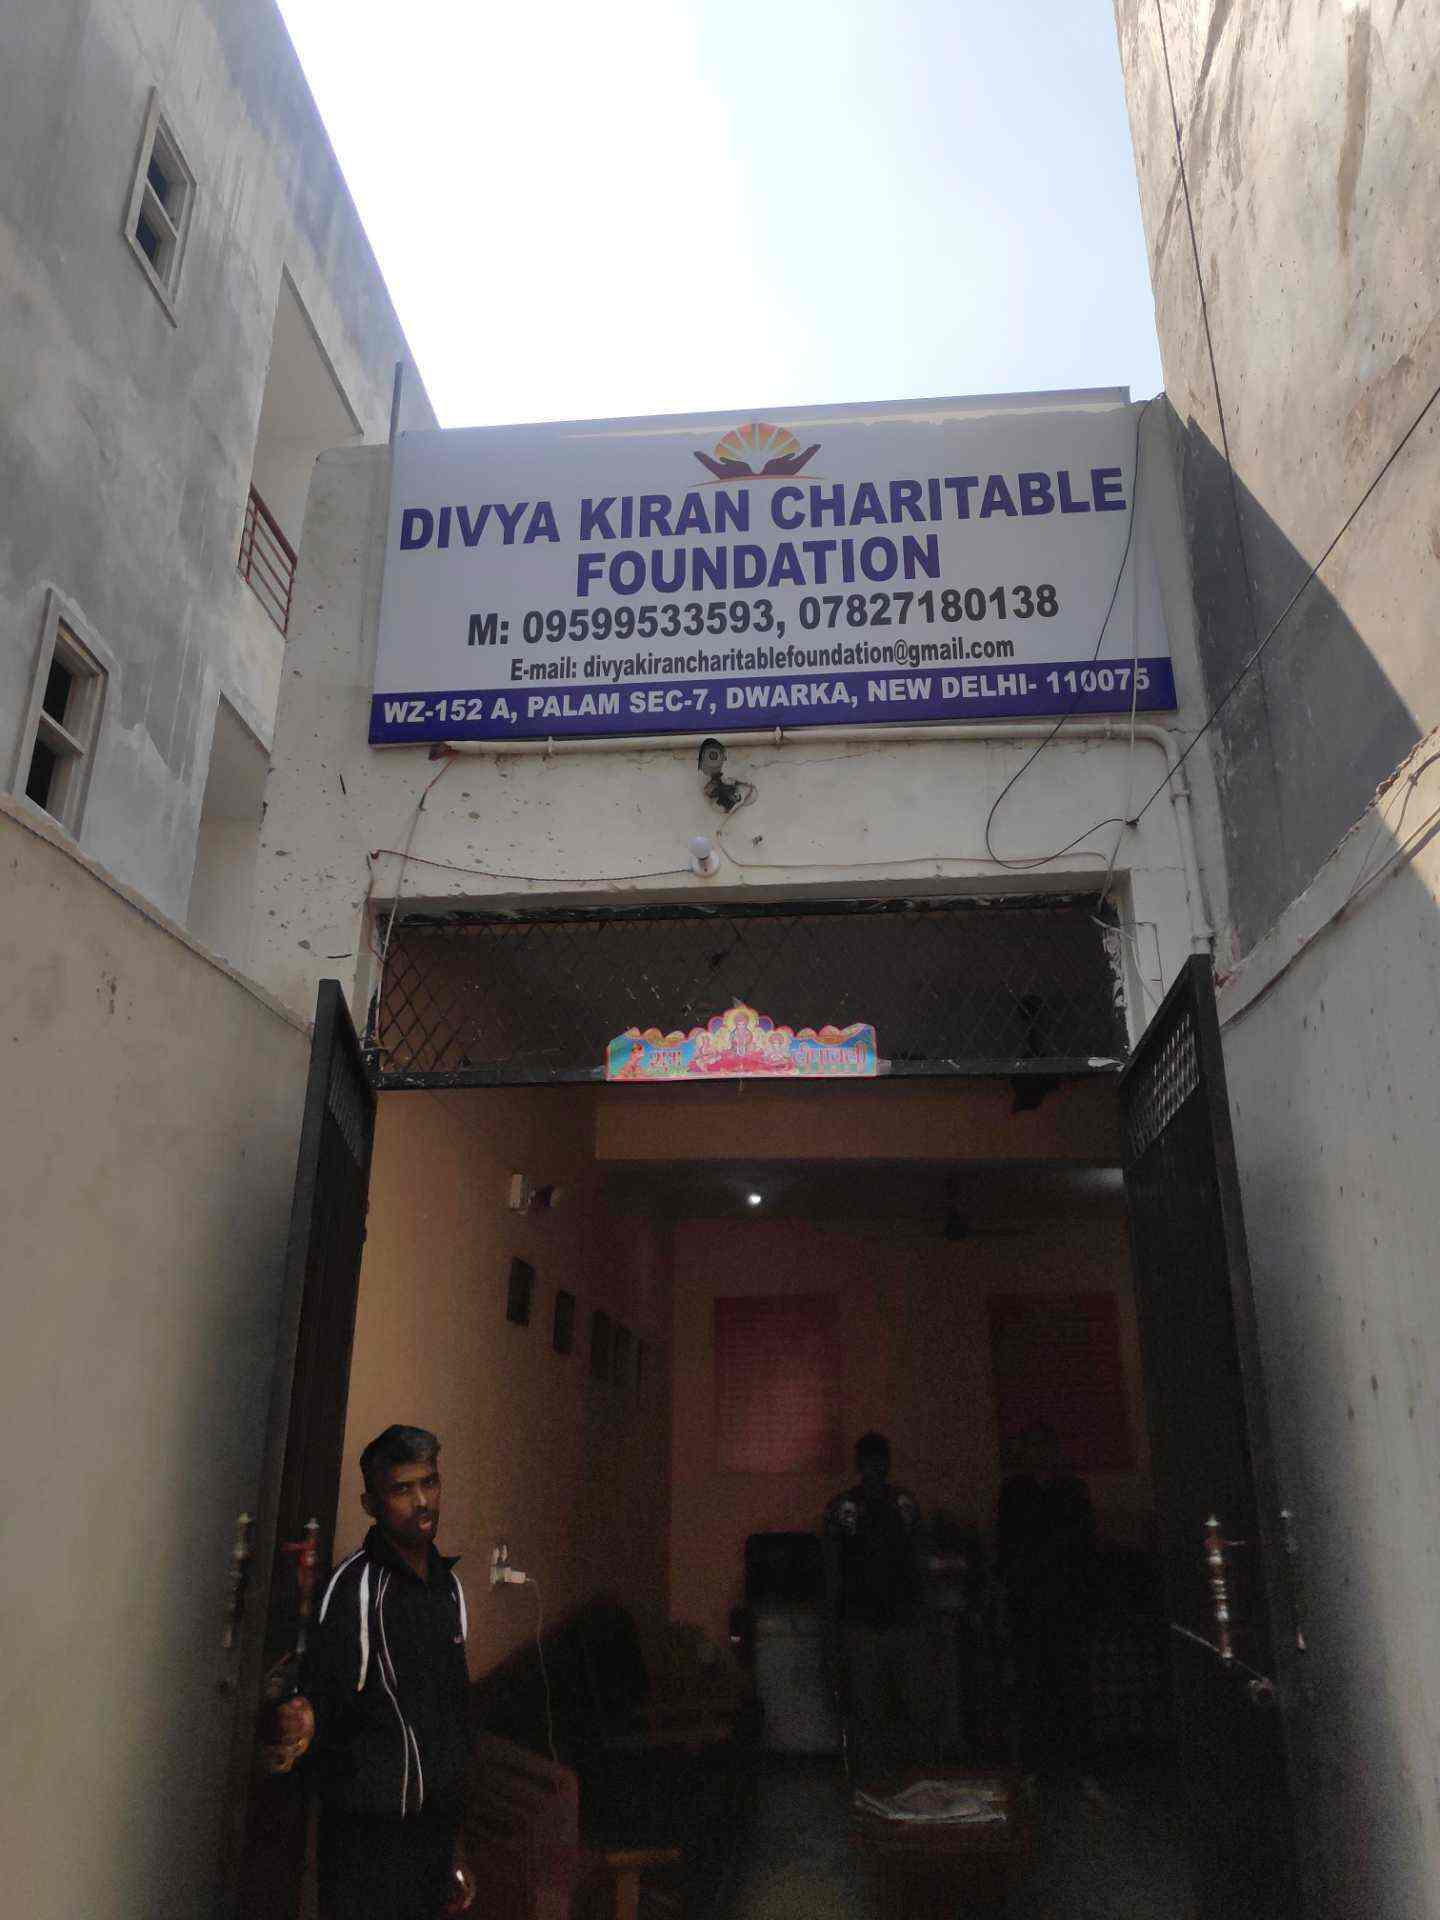 DIVYA KIRAN CHARITABLE
FOUNDATION
M: 09599533593, 07827180138
E-mail: divyakirancharitablefoundation@gmail.com
WZ-152 A, PALAM SEC-7, DWARKA, NEW DELHI- 110075
शुभ दीपावली